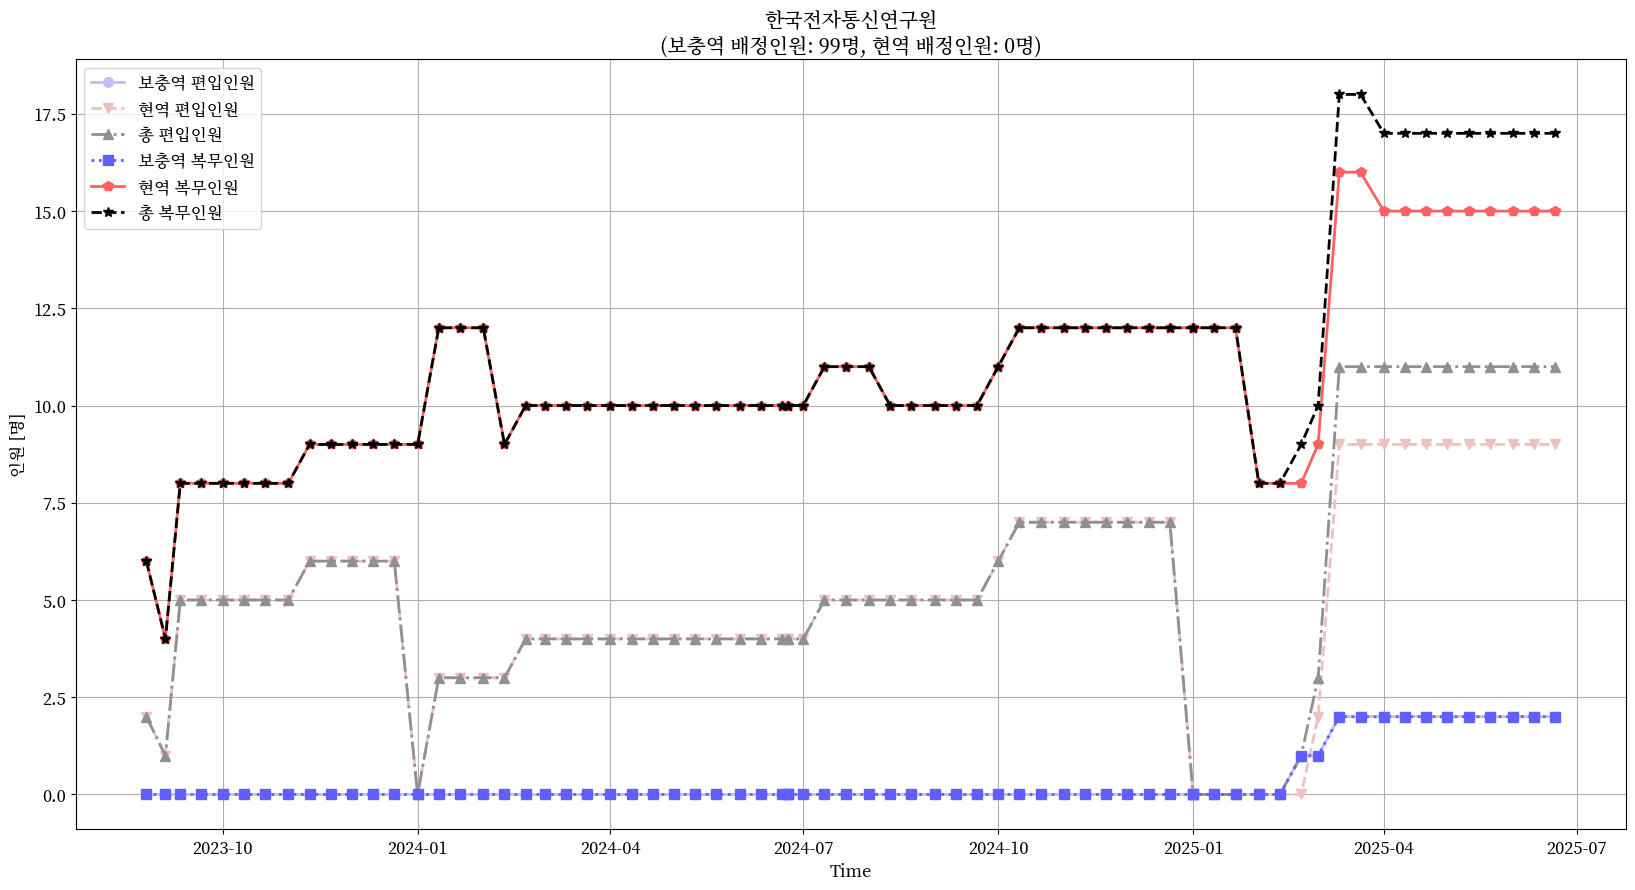 한국전자통신연구원
(보충역 배정인원: 99명, 현역 배정인원: 0명)
보충역 편입인원
현역 편입인원
총 편입인원
보충역 복무인원
현역 복무인원
총 복무인원
인원 [명]
17.5
15.0
12.5
10.0
7.5
5.0
2.5
0.0
2023-10
2024-01
2024-04
2024-07
2024-10
2025-01
2025-04
2025-07
Time